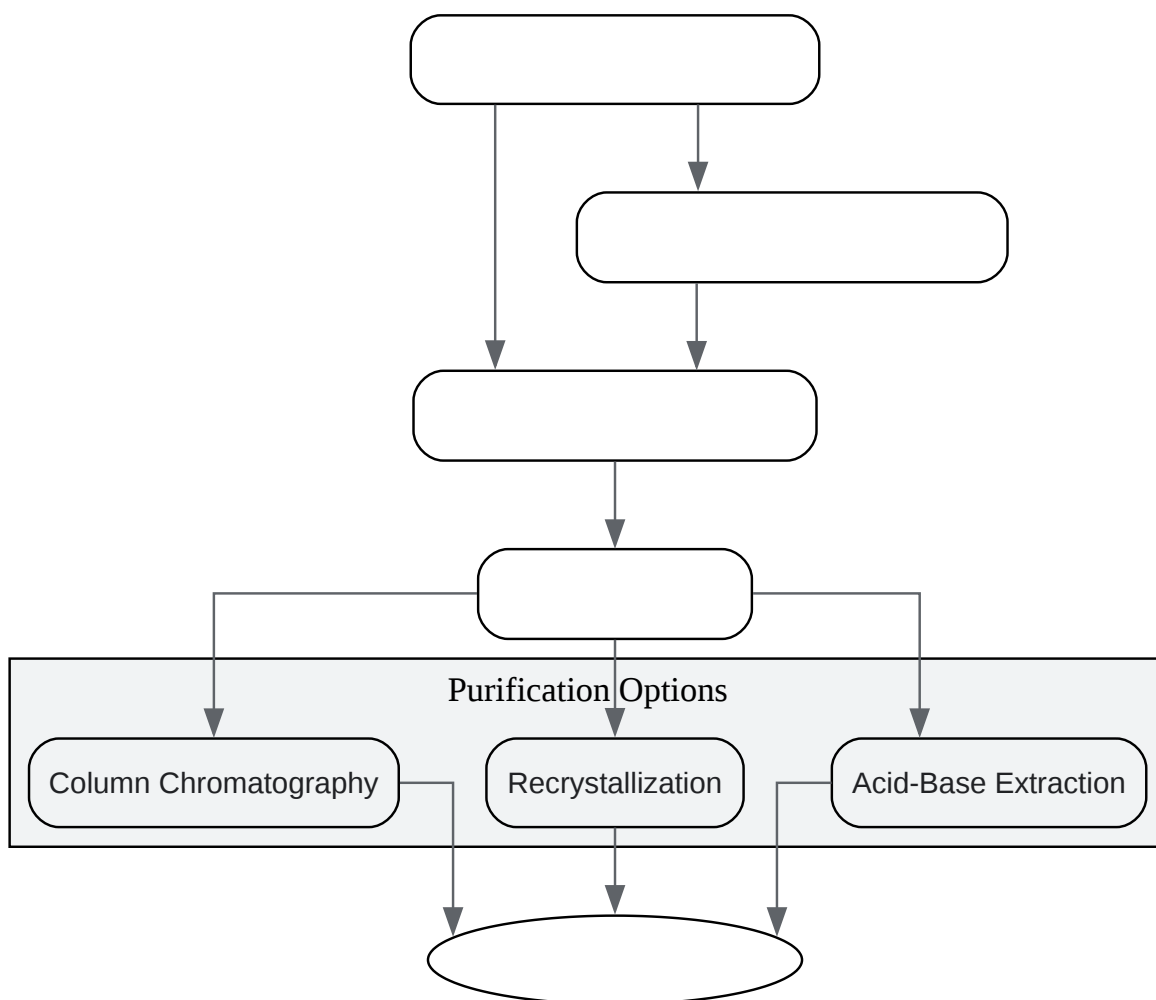 Purification Options
Column Chromatography
Recrystallization
Acid-Base Extraction